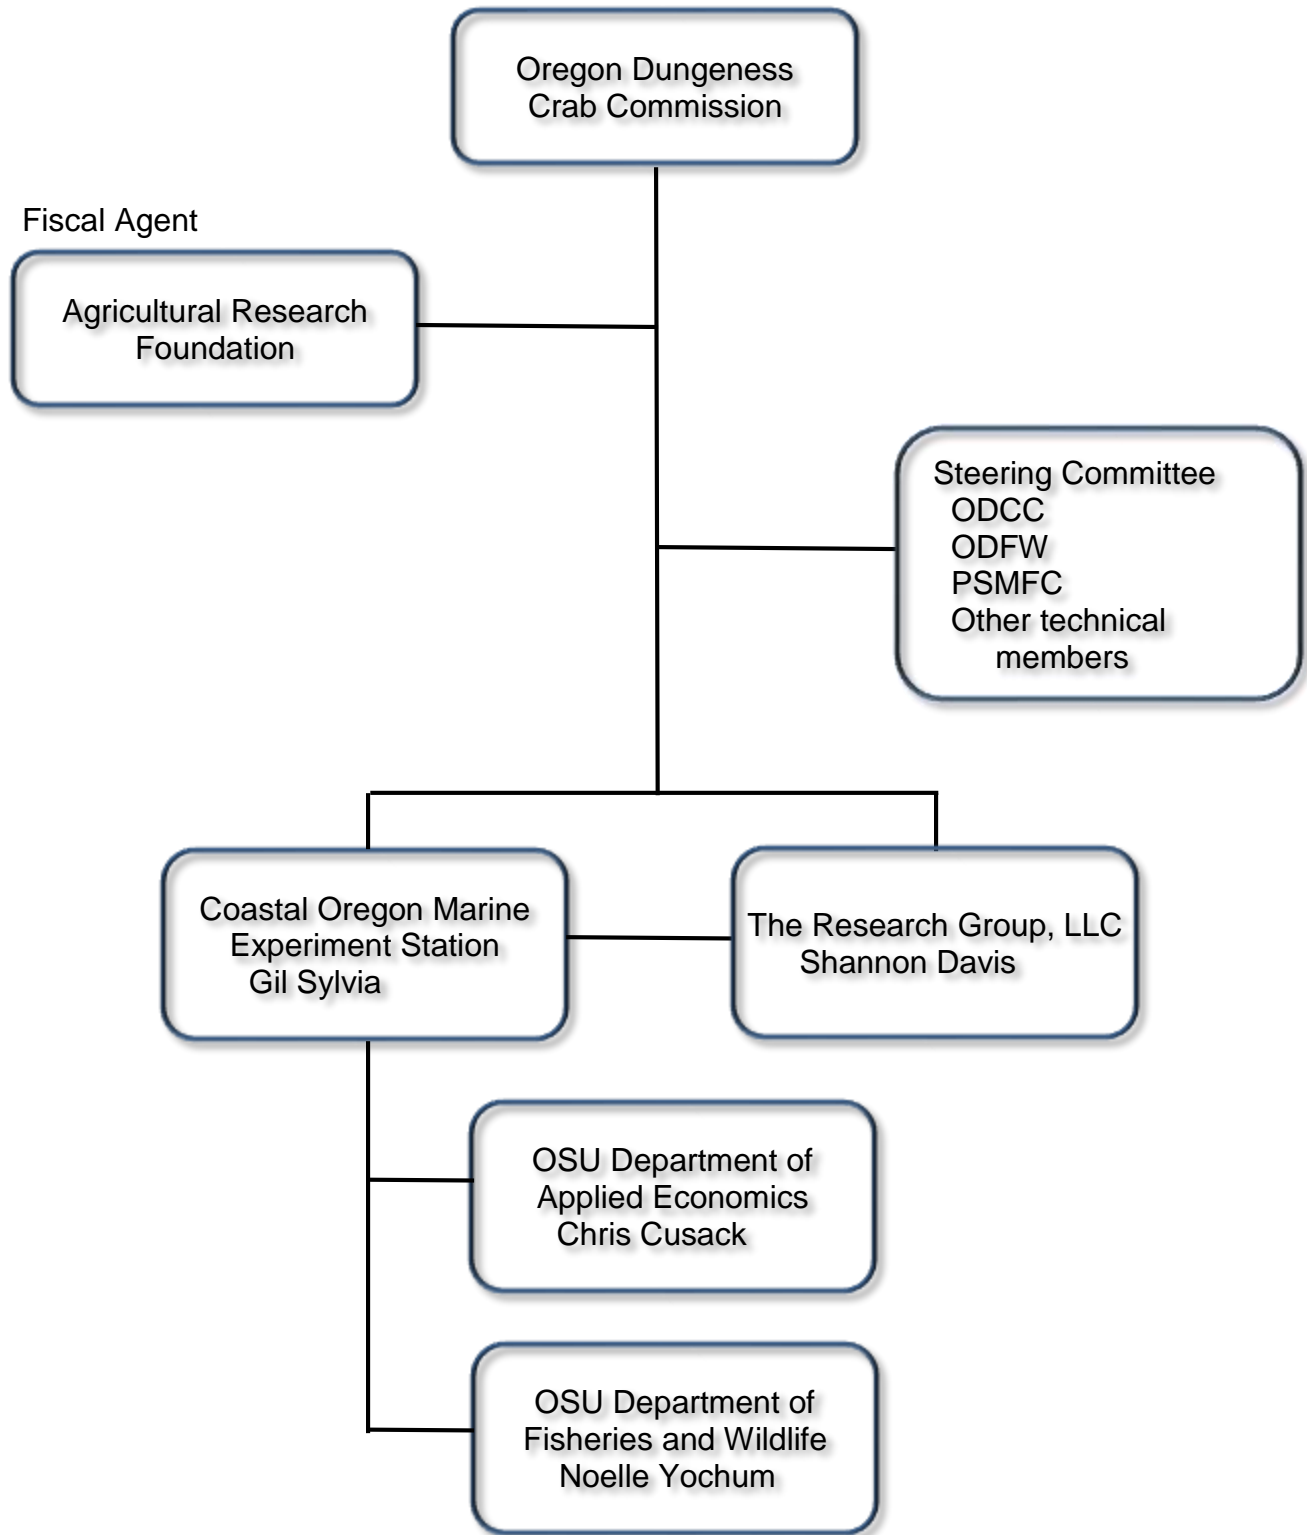 Oregon Dungeness
Crab Commission
Fiscal Agent
Agricultural Research
Foundation
Steering Committee
ODCC
ODFW
PSMFC
Other technical
members
Coastal Oregon Marine
Experiment Station
Gil Sylvia
The Research Group, LLC
Shannon Davis
OSU Department of
Applied Economics
Chris Cusack
OSU Department of
Fisheries and Wildlife
Noelle Yochum